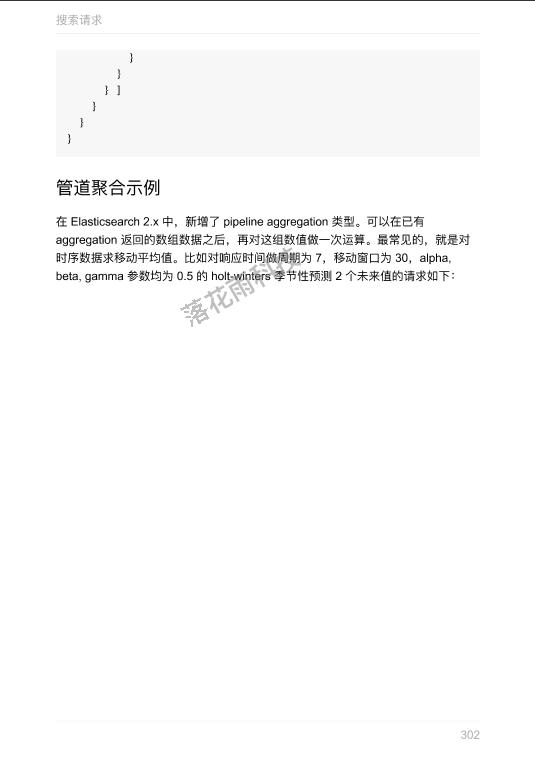 搜索请求
}
}
} ]
}
}
}
管道聚合示例
在 Elasticsearch 2.x 中，新增了 pipeline aggregation 类型。可以在已有
aggregation 返回的数组数据之后，再对这组数值做一次运算。最常见的，就是对
时序数据求移动平均值。比如对响应时间做周期为 7，移动窗口为 30，alpha,
beta, gamma 参数均为 0.5 的 holt-winters 季节性预测 2 个未来值的请求如下：
落花雨科技
302